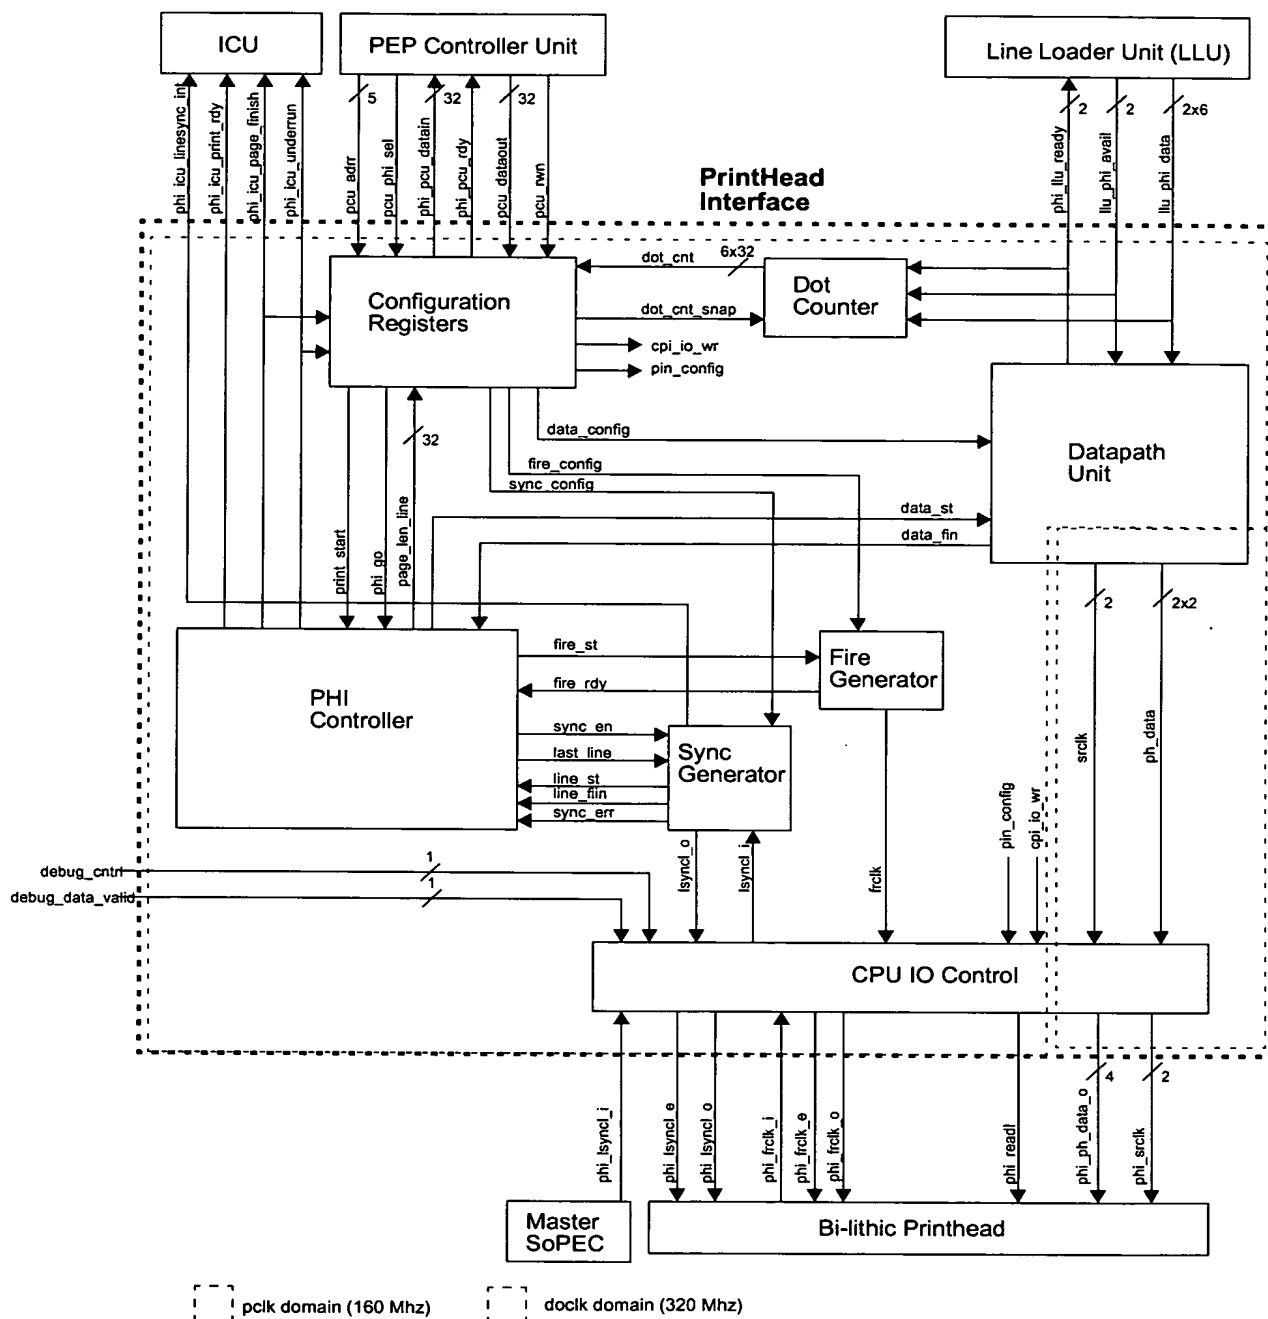 ICU
PEP Controller Unit
Line Loader Unit (LLU)
phi_icu_linesync_int
phi_icu_print_rdy
phi_icu_page_finish
phi_icu_underrun
5
32
32
pcu_adrr
pcu_phi_sel
phi_pcu_datain
phi_pcu_rdy
pcu_dataout
pcu_rwn
2
2
2x6
phi_llu_ready
llu_phi_avail
llu_phi_data
PrintHead
Interface
Configuration
Registers
dot_cnt
6x32
dot_cnt_snap
cpi_io_wr
pin_config
Dot
Counter
32
data_config
fire_config
sync_config
Datapath
Unit
data_st
data_fin
print_start
phi_go
page_len_line
2
2x2
srclk
ph_data
PHI
Controller
fire_st
fire_rdy
Fire
Generator
sync_en
last_line
line_st
line_fiin
sync_err
Sync
Generator
lsyncl_o
lsyncl_i
frclk
pin_config
cpi_io_wr
debug_cntrl
1
debug_data_valid
1
CPU IO Control
phi_lsyncl_i
phi_lsyncl_e
phi_lsyncl_o
phi_frclk_i
phi_frclk_e
phi_frclk_o
phi_readl
phi_ph_data_o
4
phi_srclk
2
Master
SoPEC
Bi-lithic Printhead
pclk domain (160 Mhz)
doclk domain (320 Mhz)